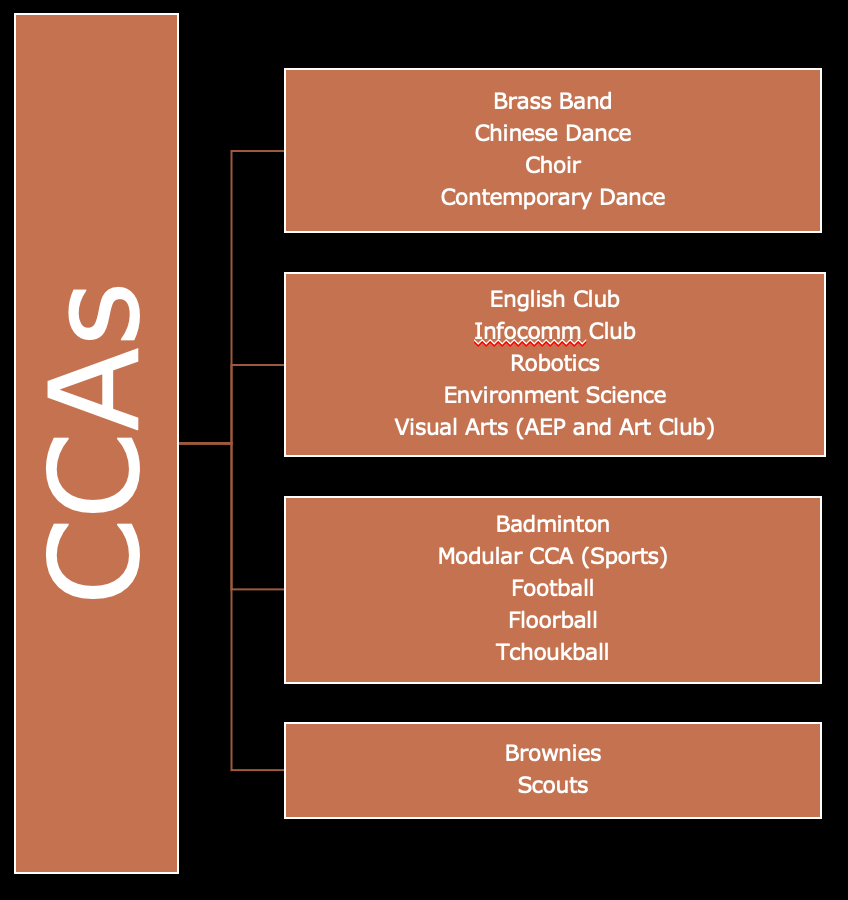 CCAs
Brass Band
Chinese Dance
Choir
Contemporary Dance
English Club
Infocomm Club
Robotics
Environment Science
Visual Arts (AEP and Art Club)
Badminton
Modular CCA (Sports)
Football
Floorball
Tchoukball
Brownies
Scouts